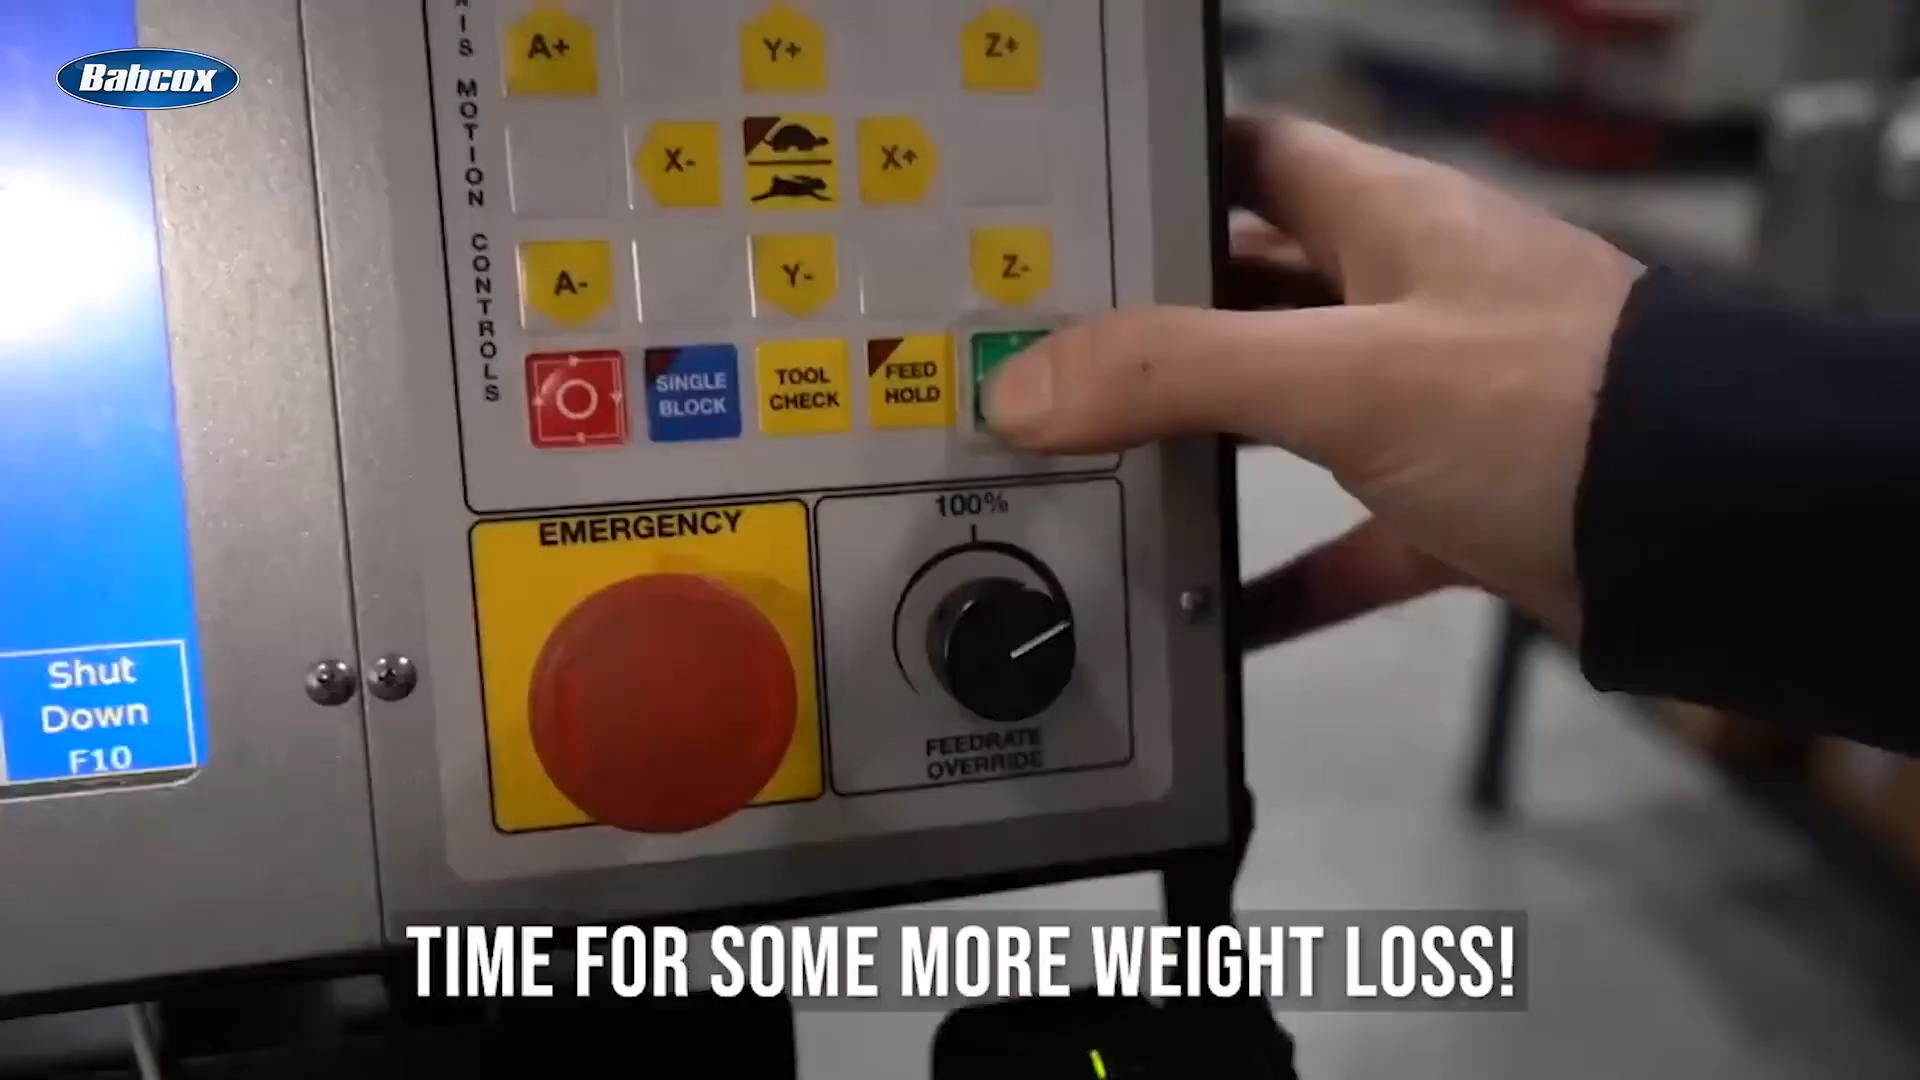 Babcox
A+
Y+
Z+
X-
X+
A-
Y-
Z-
XIS MOTION CONTROLS
SINGLE
BLOCK
TOOL
CHECK
FEED
HOLD
EMERGENCY
100%
FEEDRATE
OVERRIDE
Shut
Down
F10
TIME FOR SOME MORE WEIGHT LOSS!